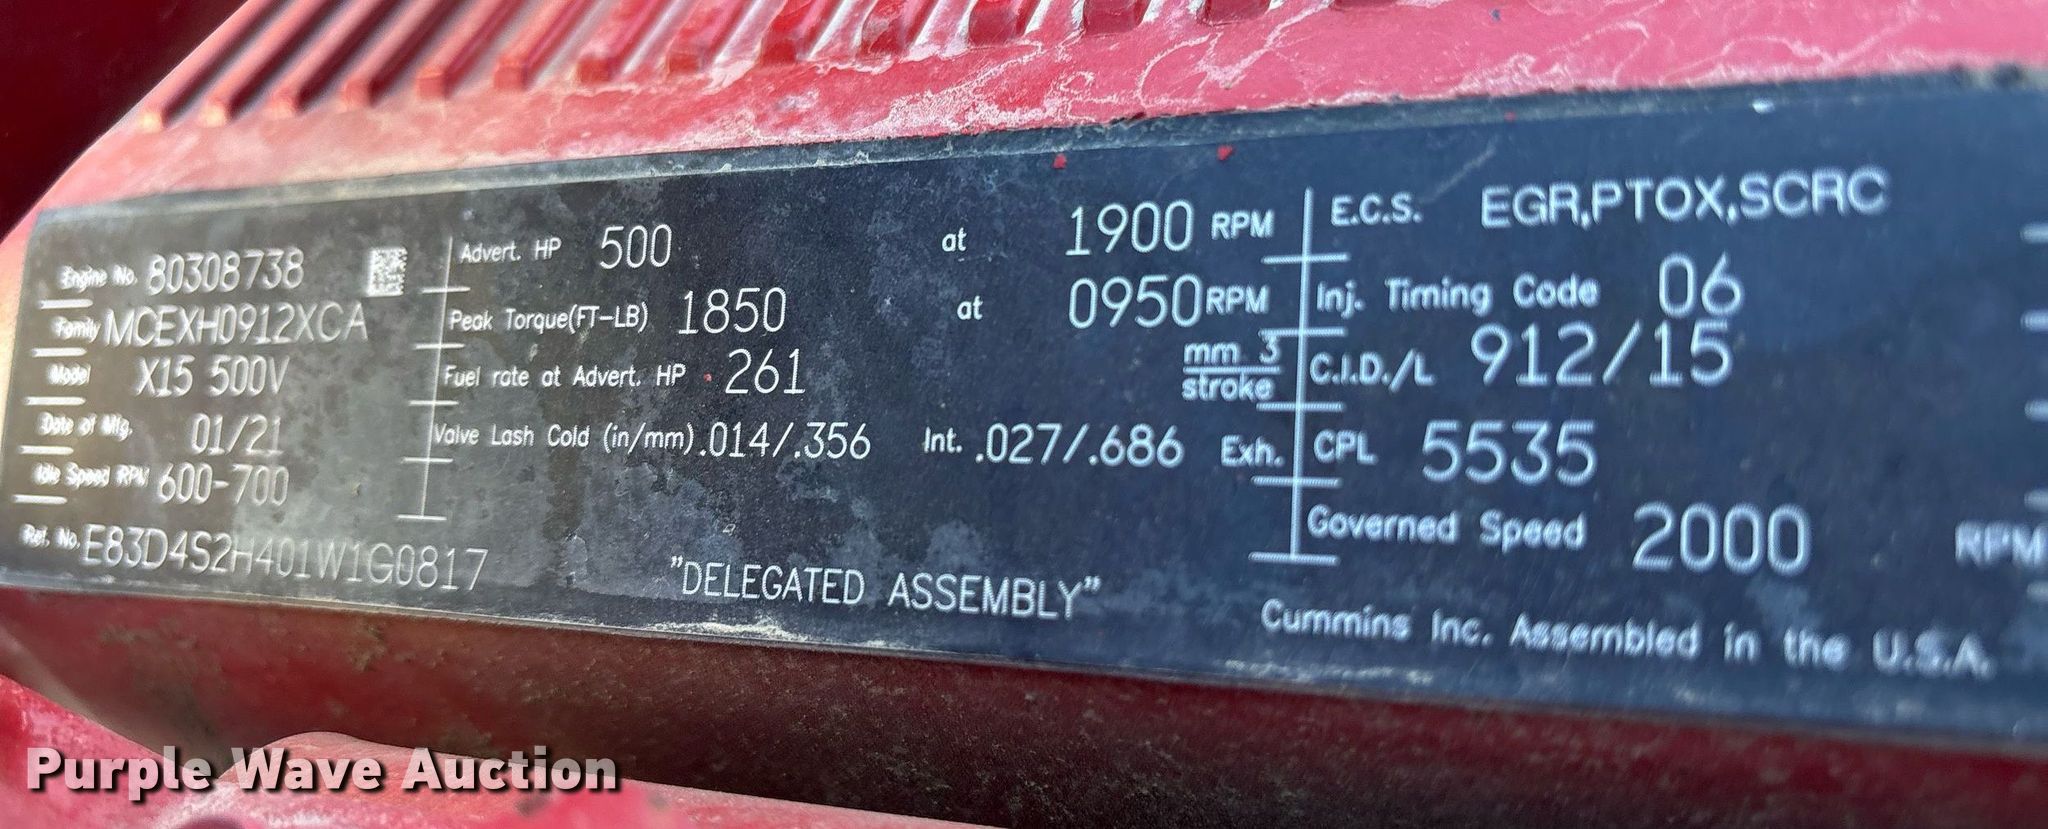 Engine No. 80308738
Family MCEXH0912XCA
Model X15 500V
Date of Mfg. 01/21
Idle Speed RPM 600-700
Ref. No. E83D4S2H401W1G0817
Advert. HP 500 at 1900 RPM
Peak Torque(FT-LB) 1850 at 0950 RPM
Fuel rate at Advert. HP 261 mm 3 stroke
Valve Lash Cold (in/mm) .014/.356 Int. .027/.686 Exh.
"DELEGATED ASSEMBLY"
E.C.S. EGR,PTOX,SCRC
Inj. Timing Code 06
C.I.D./L 912/15
CPL 5535
Governed Speed 2000 RPM
Cummins Inc. Assembled in the U.S.A.
Purple Wave Auction